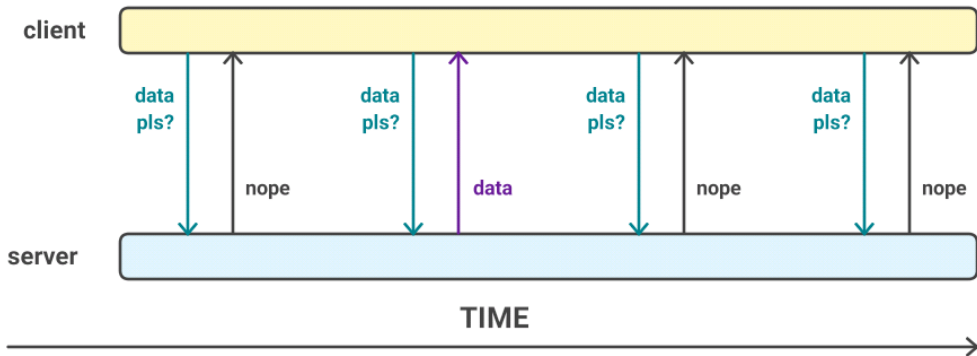 client
data
pls?
nope
data
pls?
data
data
pls?
nope
data
pls?
nope
server
TIME